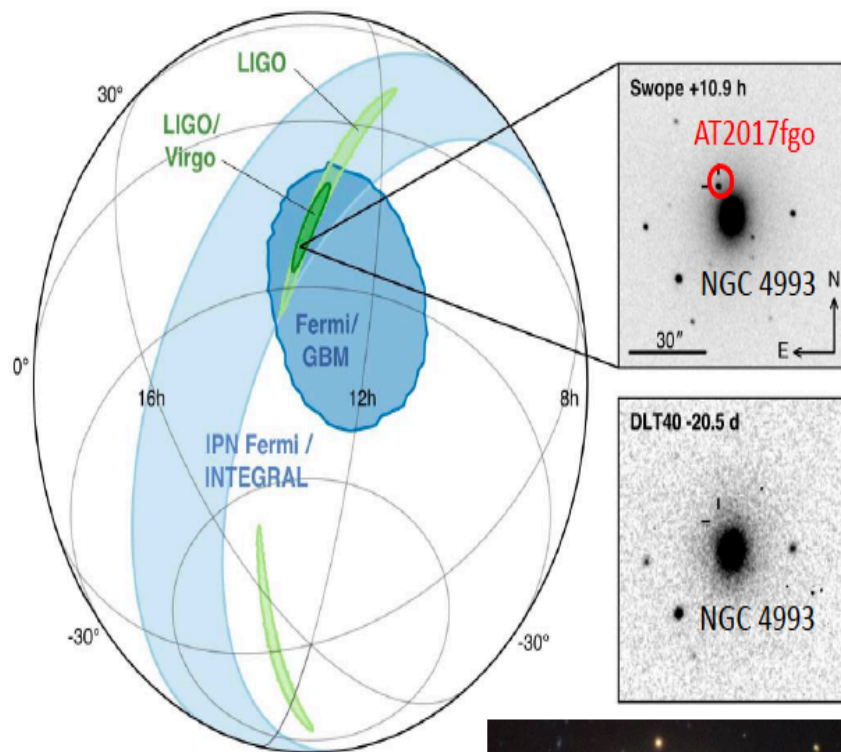 LIGO
30°
LIGO/
Virgo
Fermi/
GBM
0°
16h
12h
8h
IPN Fermi /
INTEGRAL
-30°
-30°
Swope +10.9 h
AT2017fgo
NGC 4993
N
30"
E
DLT40 -20.5 d
NGC 4993